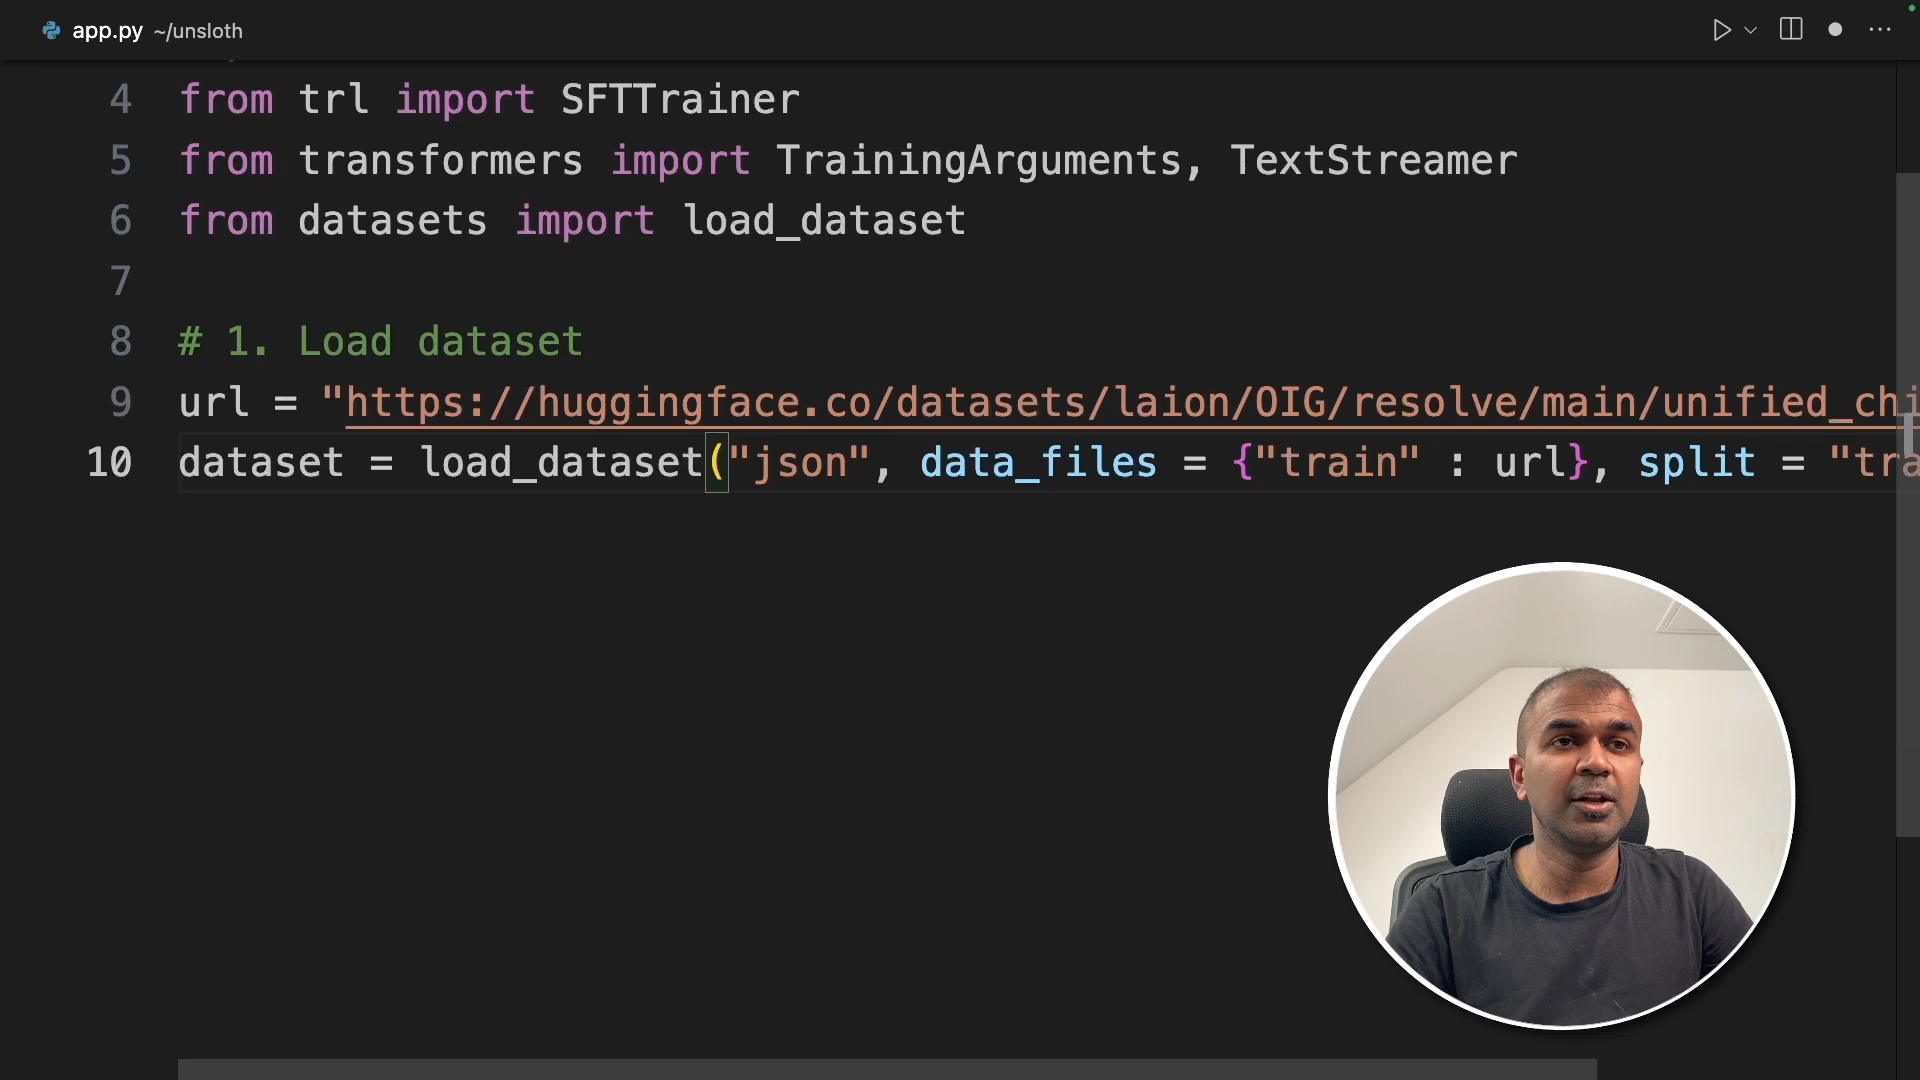 app.py ~/unsloth
4 from trl import SFTTrainer
5 from transformers import TrainingArguments, TextStreamer
6 from datasets import load_dataset
7
8 # 1. Load dataset
9 url = "https://huggingface.co/datasets/laion/OIG/resolve/main/unified_chi
10 dataset = load_dataset("json", data_files = {"train" : url}, split = "tra